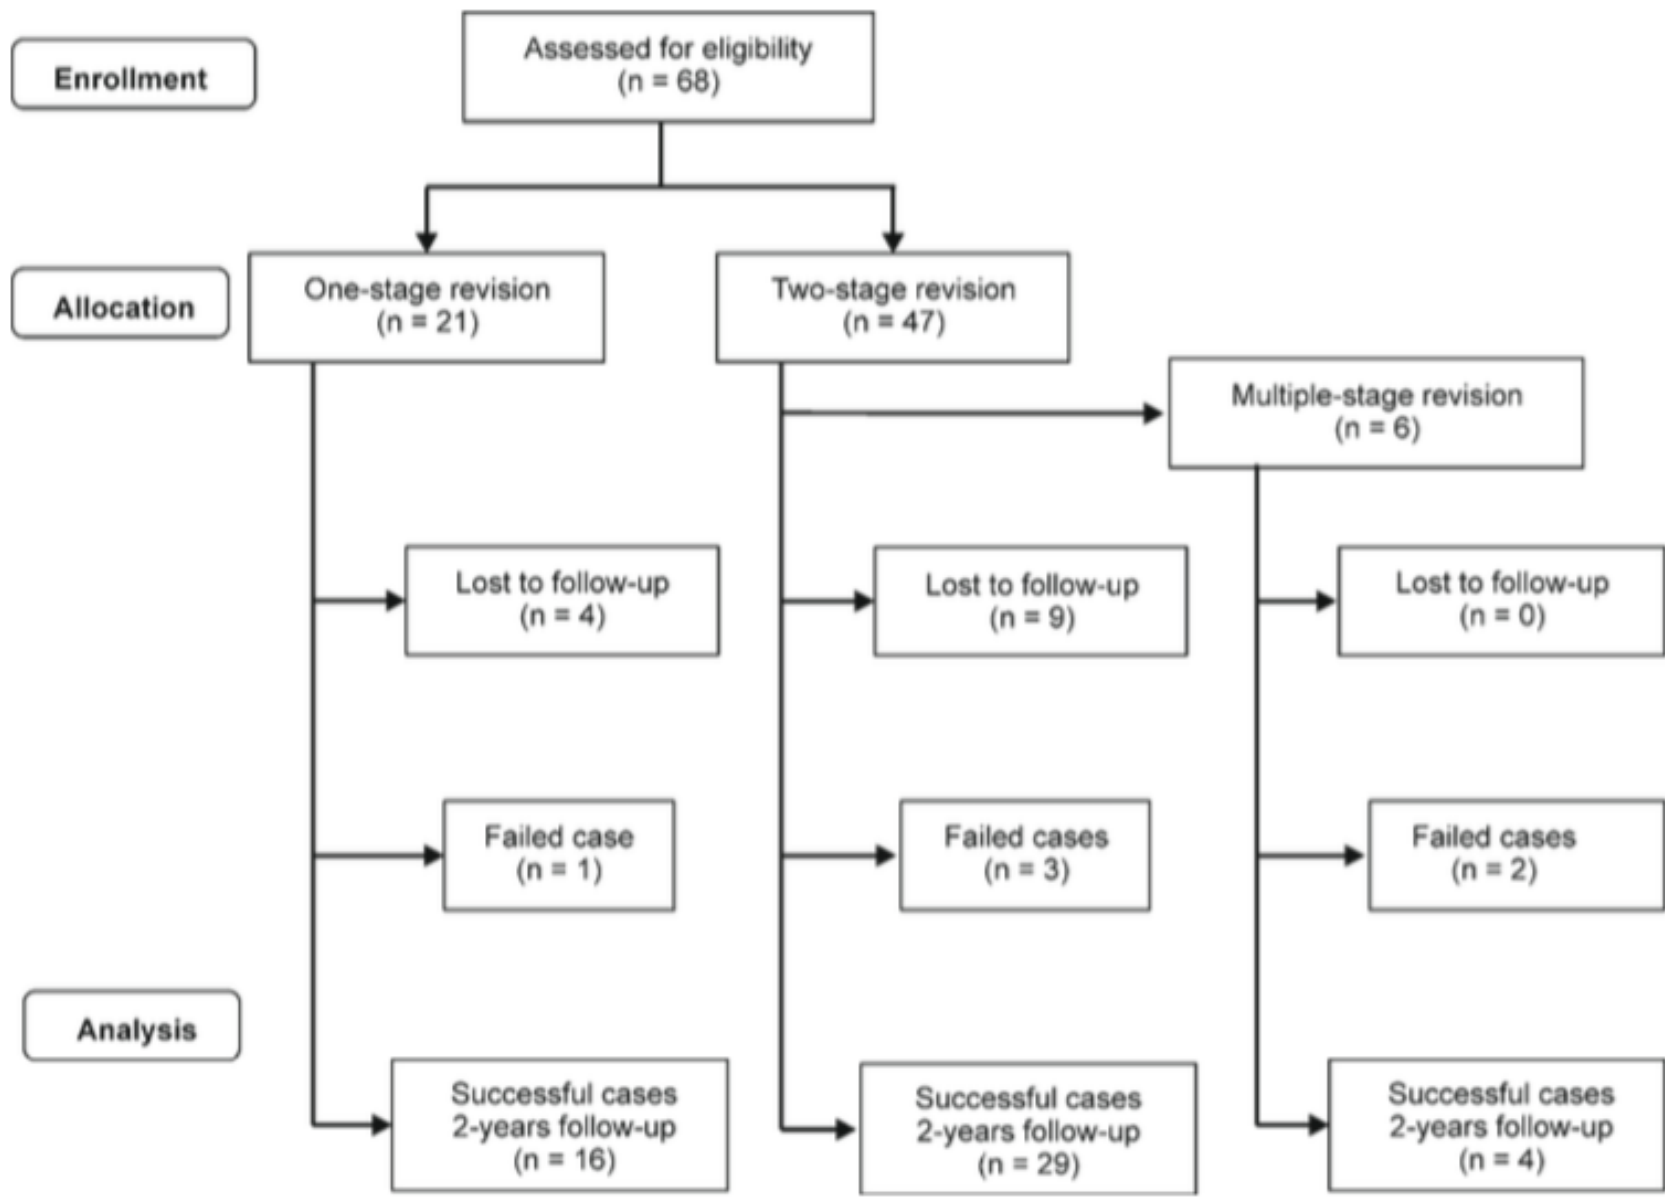 Enrollment
Assessed for eligibility
(n = 68)
Allocation
One-stage revision
(n = 21)
Two-stage revision
(n = 47)
Multiple-stage revision
(n = 6)
Lost to follow-up
(n = 4)
Lost to follow-up
(n = 9)
Lost to follow-up
(n = 0)
Failed case
(n = 1)
Failed cases
(n = 3)
Failed cases
(n = 2)
Analysis
Successful cases
2-years follow-up
(n = 16)
Successful cases
2-years follow-up
(n = 29)
Successful cases
2-years follow-up
(n = 4)